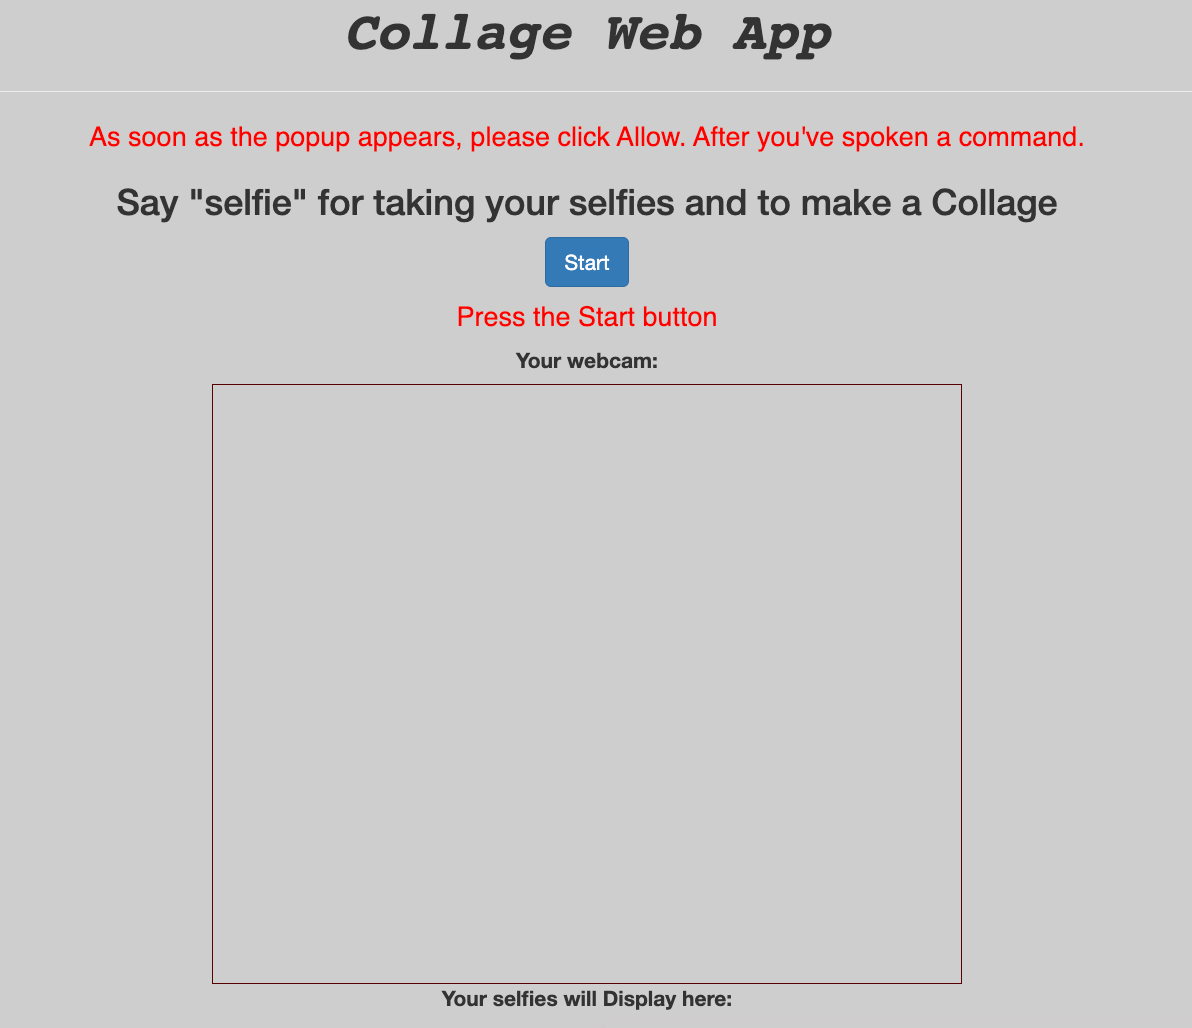 Collage Web App
As soon as the popup appears, please click Allow. After you've spoken a command.
Say "selfie" for taking your selfies and to make a Collage
Start
Press the Start button
Your webcam:
Your selfies will Display here: